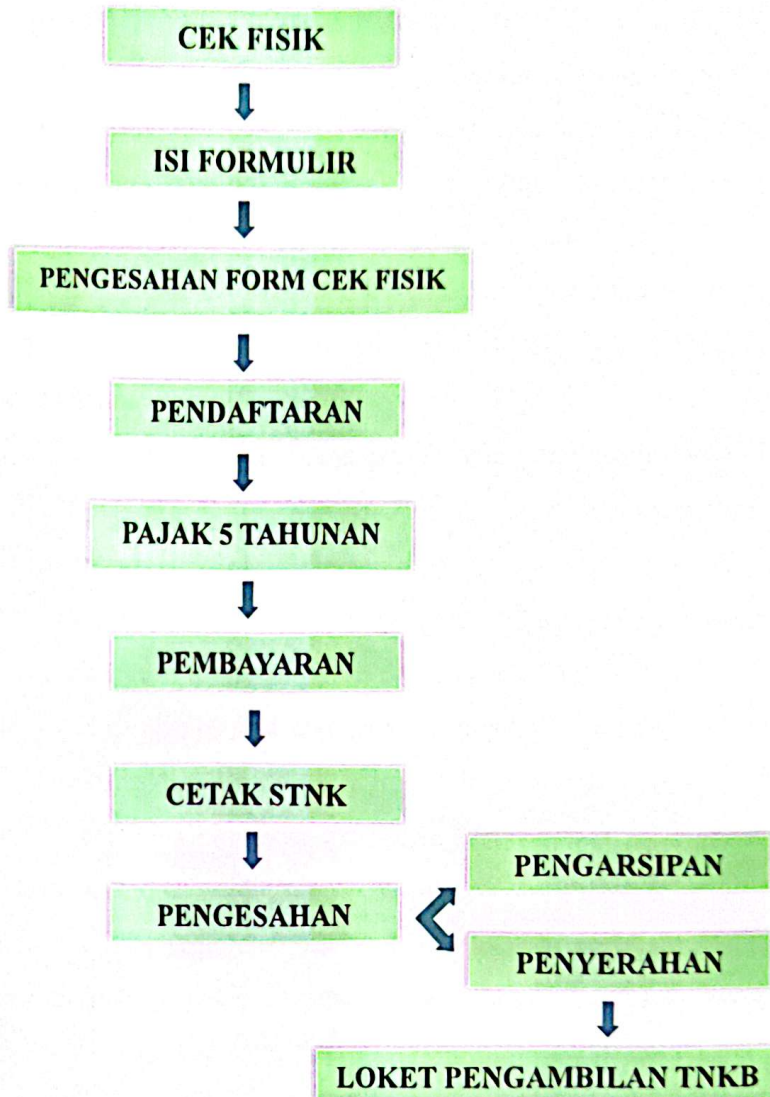 CEK FISIK
ISI FORMULIR
PENGESAHAN FORM CEK FISIK
PENDAFTARAN
PAJAK 5 TAHUNAN
PEMBAYARAN
CETAK STNK
PENGESAHAN
PENGARSIPAN
PENYERAHAN
LOKET PENGAMBILAN TNKB